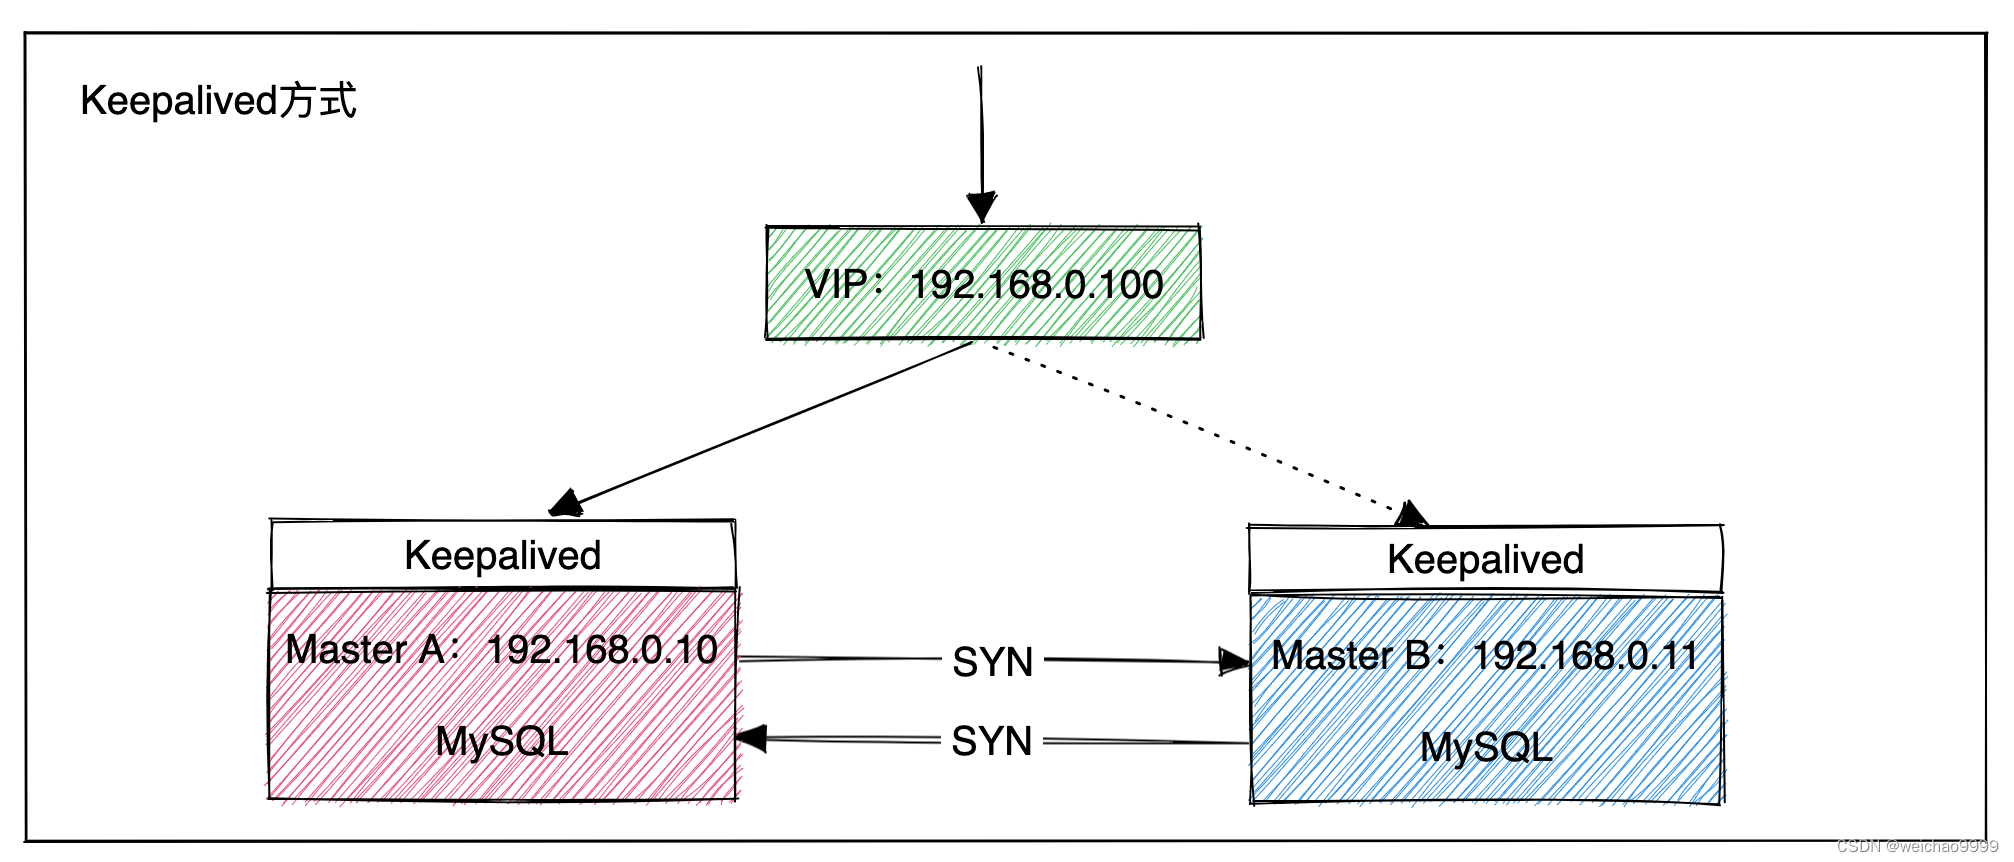 Keepalived方式
VIP：192.168.0.100
Keepalived
Keepalived
Master A：192.168.0.10
SYN
Master B：192.168.0.11
MySQL
SYN
MySQL
CSDN @weichao9999